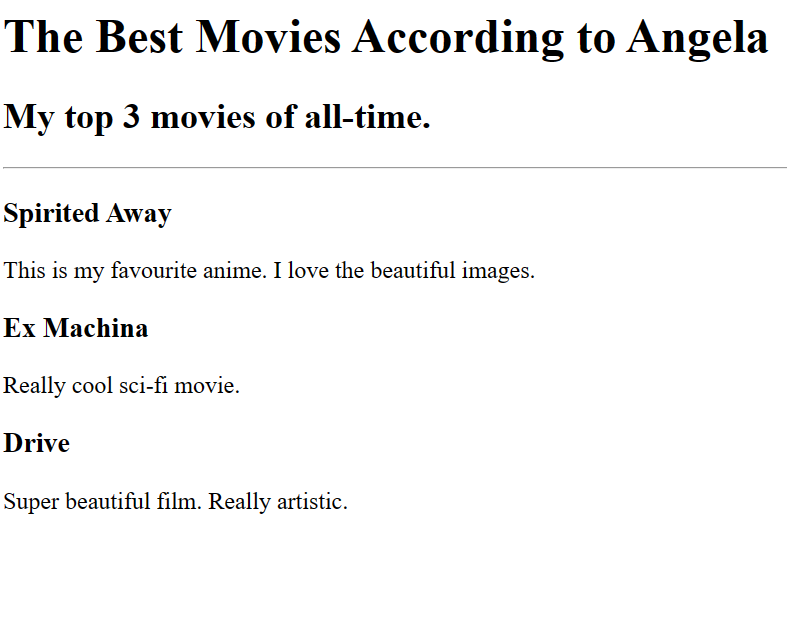 The Best Movies According to Angela
My top 3 movies of all-time.
Spirited Away
This is my favourite anime. I love the beautiful images.
Ex Machina
Really cool sci-fi movie.
Drive
Super beautiful film. Really artistic.